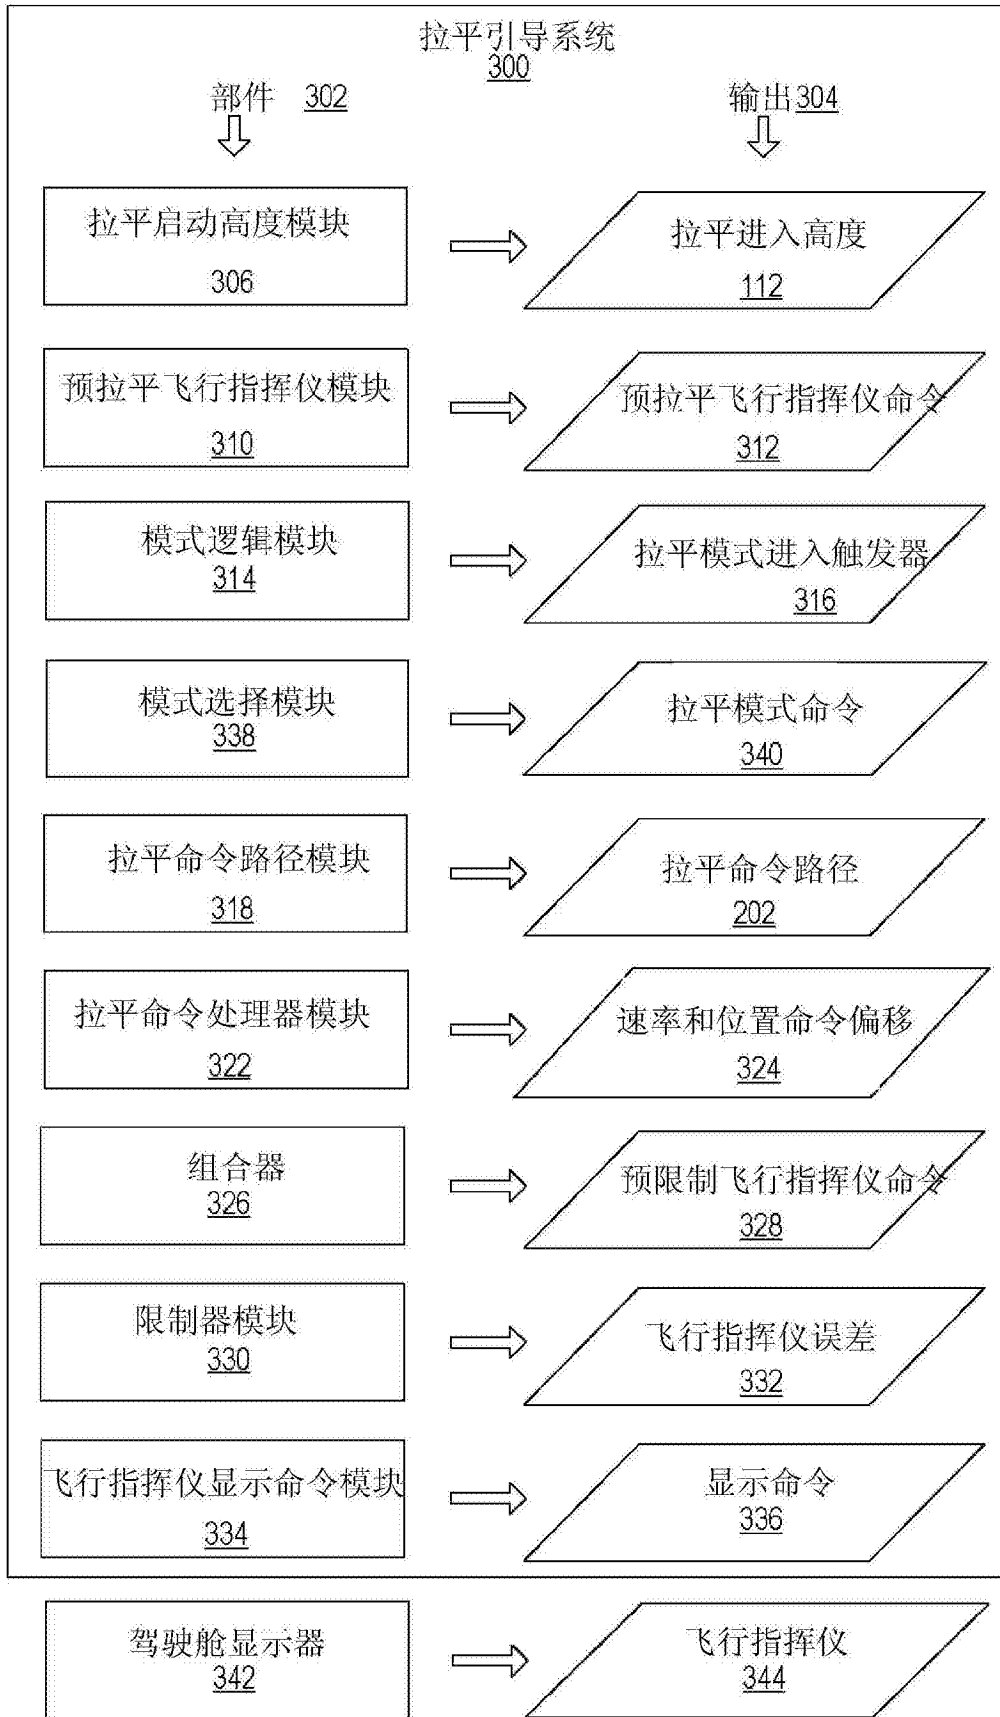 拉平引导系统
300
部件 302
输出304
拉平启动高度模块
306
拉平进入高度
112
预拉平飞行指挥仪模块
310
预拉平飞行指挥仪命令
312
模式逻辑模块
314
拉平模式进入触发器
316
模式选择模块
338
拉平模式命令
340
拉平命令路径模块
318
拉平命令路径
202
拉平命令处理器模块
322
速率和位置命令偏移
324
组合器
326
预限制飞行指挥仪命令
328
限制器模块
330
飞行指挥仪误差
332
飞行指挥仪显示命令模块
334
显示命令
336
驾驶舱显示器
342
飞行指挥仪
344